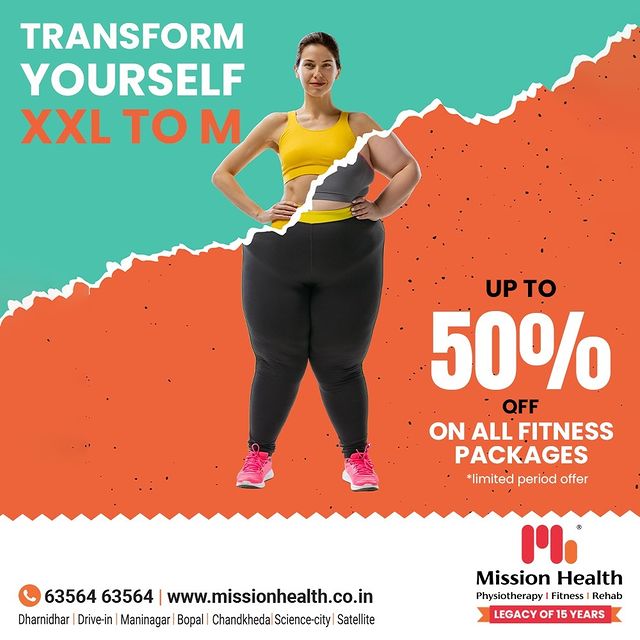 TRANSFORM
YOURSELF
XXL TO M
UP TO
50%
OFF
ON ALL FITNESS
PACKAGES
*limited period offer
®
Mission Health
Physiotherapy | Fitness | Rehab
LEGACY OF 15 YEARS
63564 63564 | www.missionhealth.co.in
Dharnidhar | Drive-in | Maninagar | Bopal | Chandkheda | Science-city | Satellite